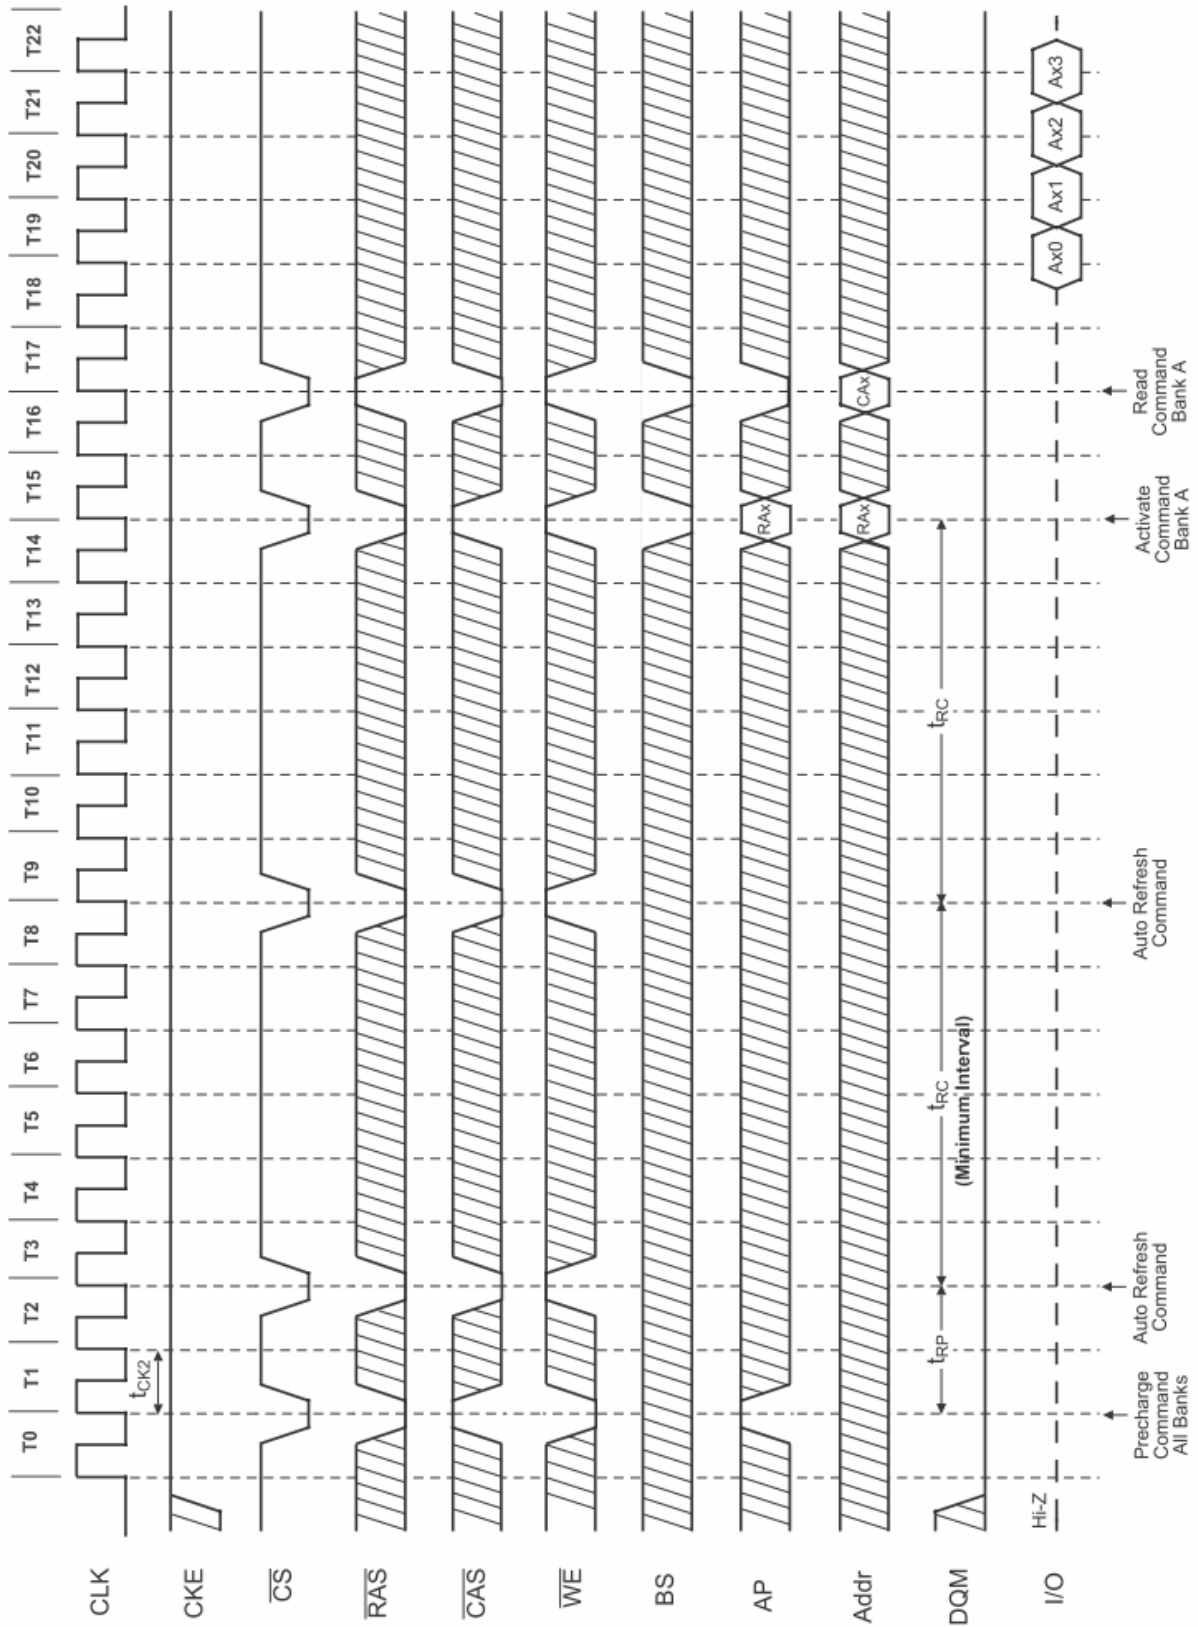 T0 T1 T2 T3 T4 T5 T6 T7 T8 T9 T10 T11 T12 T13 T14 T15 T16 T17 T18 T19 T20 T21 T22
CLK
tCK2
CKE
CS
RAS
CAS
WE
BS
AP
RAx
Addr
RAx CAx
DQM
tRP tRC tRC
(Minimum Interval)
I/O
Hi-Z
Ax0 Ax1 Ax2 Ax3
Precharge
Command
All Banks
Auto Refresh
Command
Auto Refresh
Command
Activate
Command
Bank A
Read
Command
Bank A